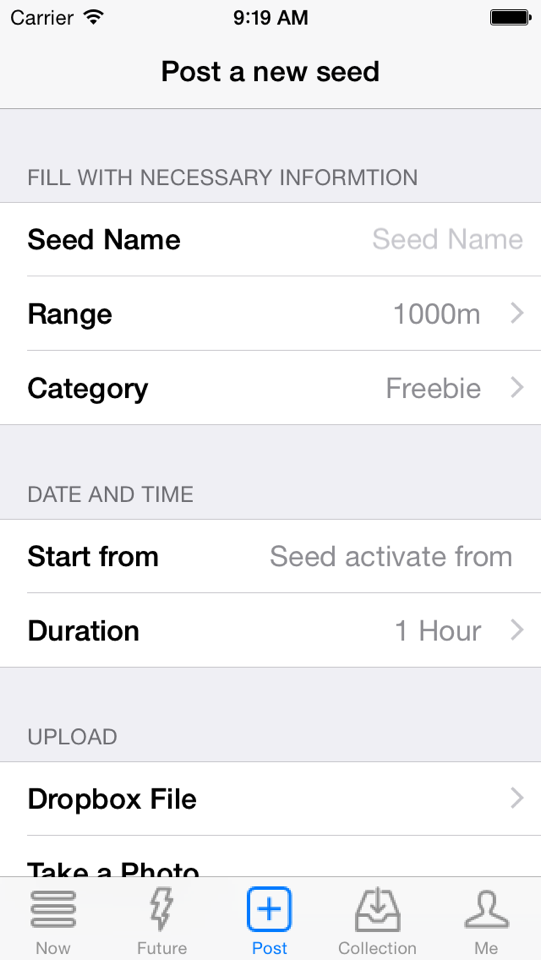 Carrier 9:19 AM
Post a new seed
FILL WITH NECESSARY INFORMTION
Seed Name Seed Name
Range 1000m
Category Freebie
DATE AND TIME
Start from Seed activate from
Duration 1 Hour
UPLOAD
Dropbox File
Take a Photo
Now Future Post Collection Me